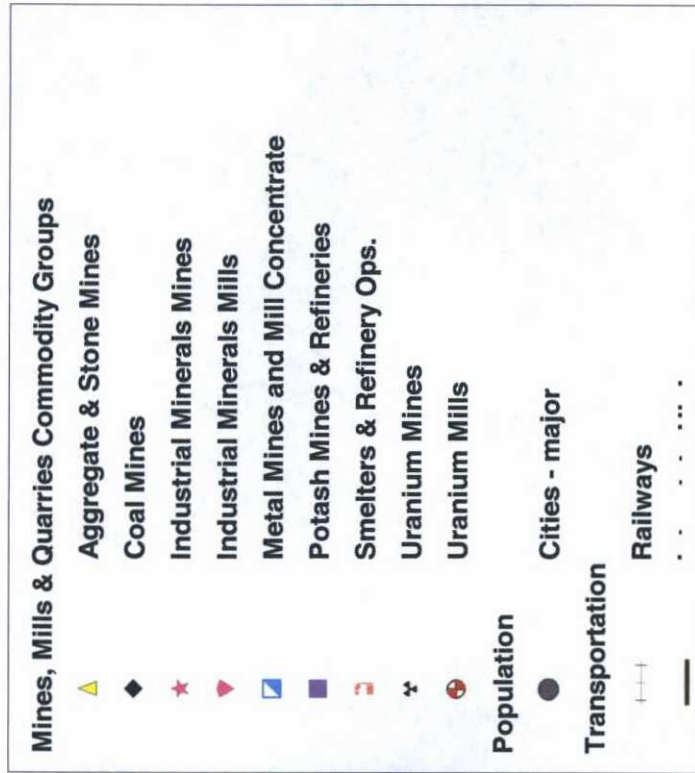 Mines, Mills & Quarries Commodity Groups
Aggregate & Stone Mines
Coal Mines
Industrial Minerals Mines
Industrial Minerals Mills
Metal Mines and Mill Concentrate
Potash Mines & Refineries
Smelters & Refinery Ops.
Uranium Mines
Uranium Mills
Population
Cities - major
Transportation
Railways